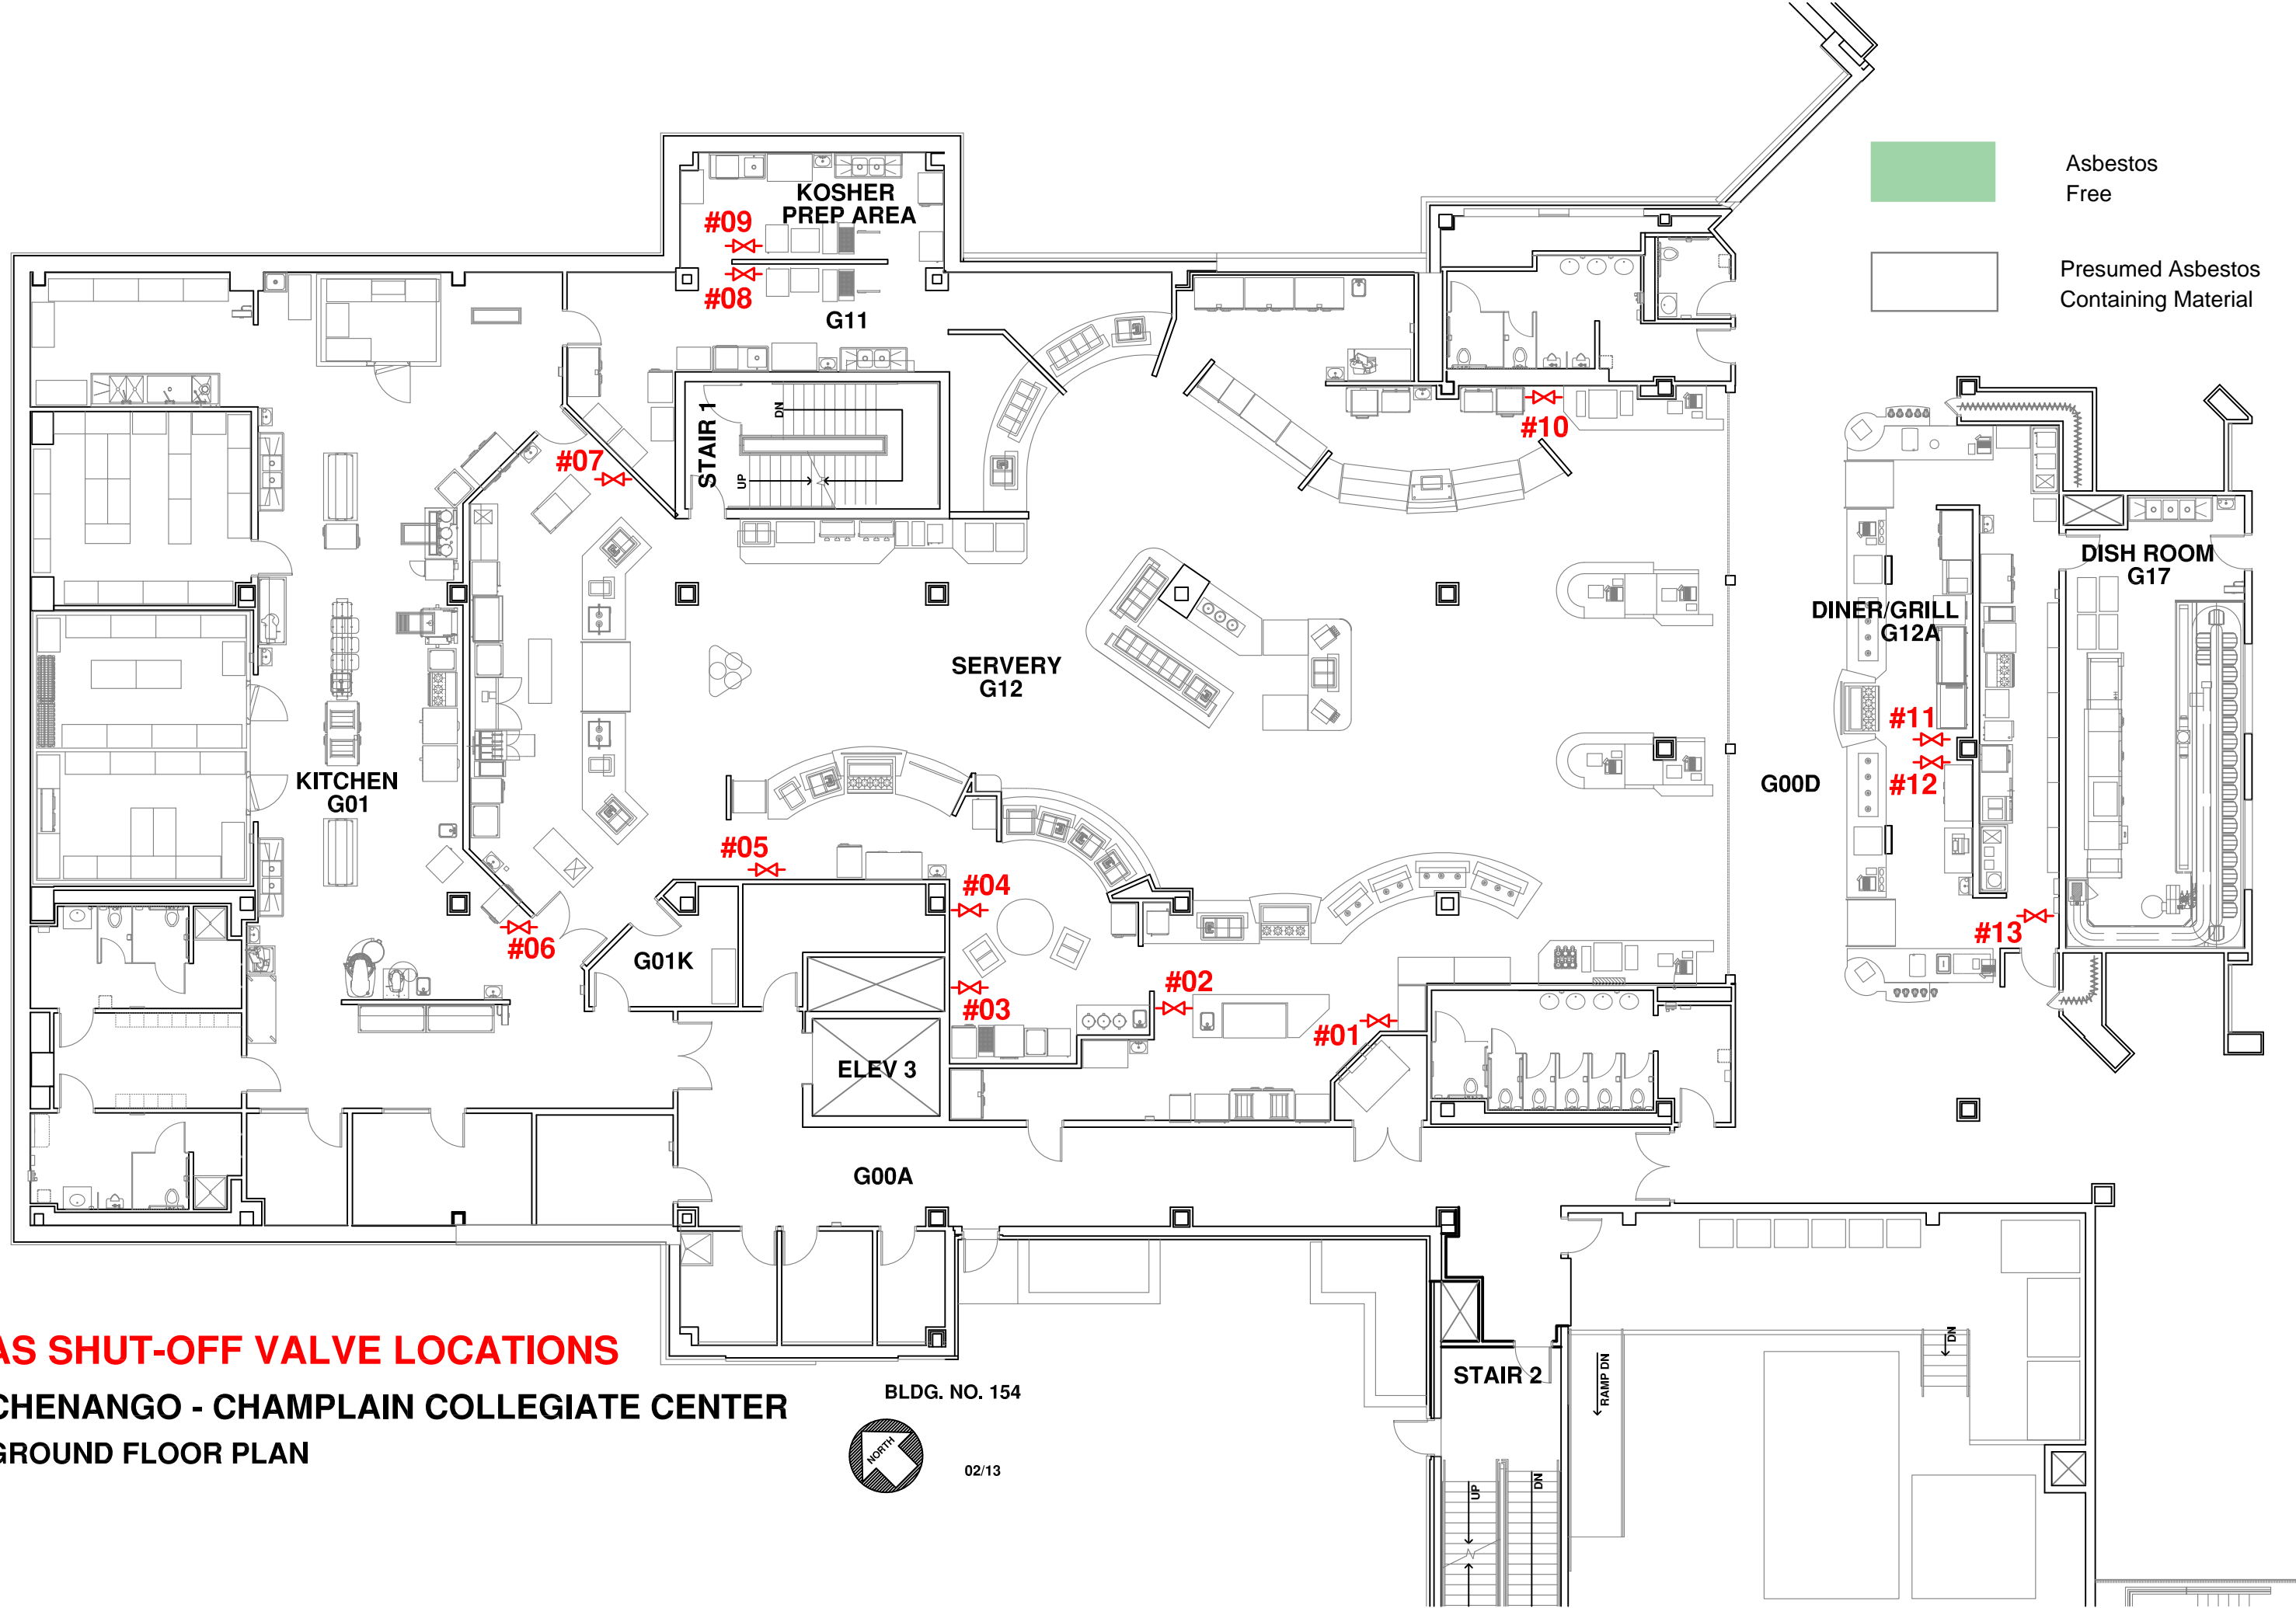 Asbestos
Free
Presumed Asbestos
Containing Material
KOSHER
PREP AREA
#09
#08
G11
STAIR 1
DN
UP
#07
#10
DISH ROOM
G17
DINER/GRILL
G12A
SERVERY
G12
#11
#12
G00D
KITCHEN
G01
#05
#04
#06
G01K
#13
#03
#02
#01
ELEV 3
G00A
AS SHUT-OFF VALVE LOCATIONS
CHENANGO - CHAMPLAIN COLLEGIATE CENTER
GROUND FLOOR PLAN
BLDG. NO. 154
NORTH
02/13
STAIR 2
RAMP DN
DN
UP
DN